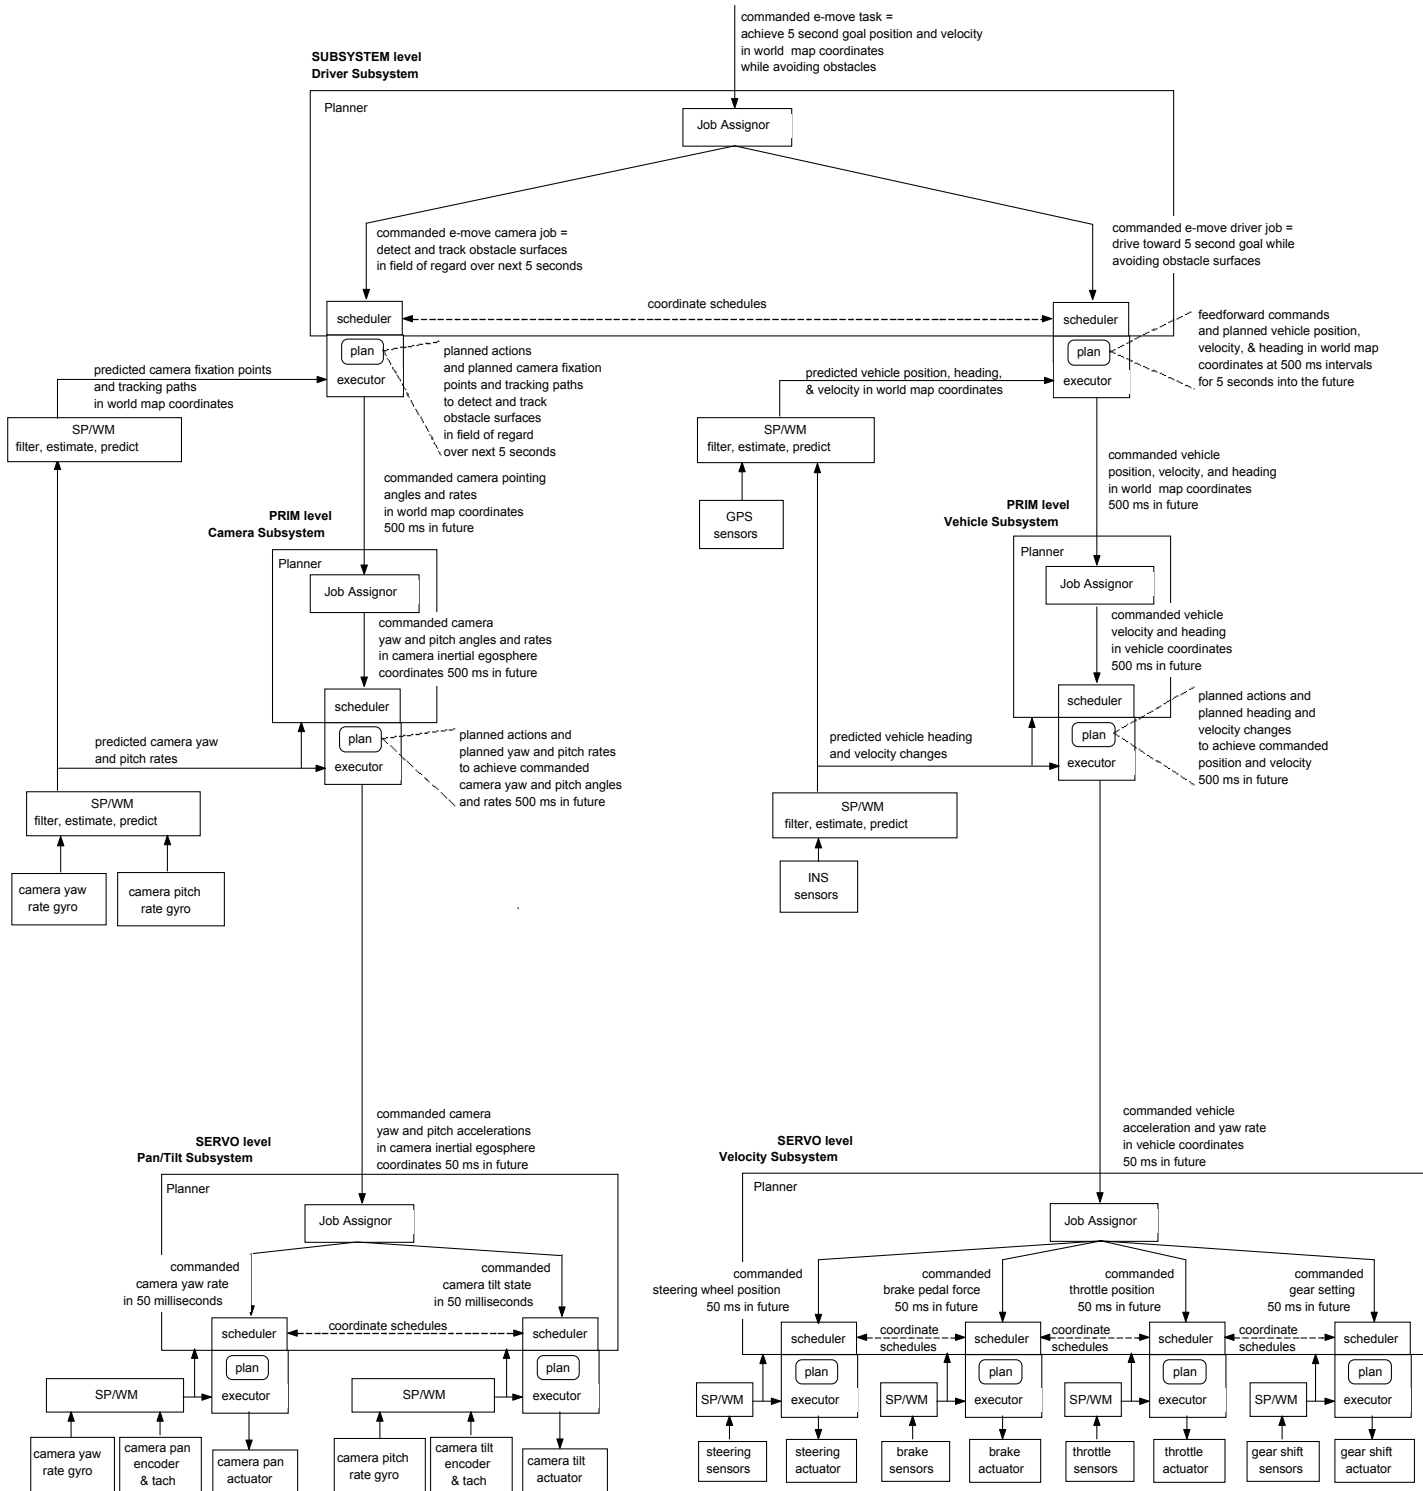 commanded e-move task =
achieve 5 second goal position and velocity
in world map coordinates
while avoiding obstacles
SUBSYSTEM level
Driver Subsystem
Planner
Job Assignor
commanded e-move camera job =
detect and track obstacle surfaces
in field of regard over next 5 seconds
commanded e-move driver job =
drive toward 5 second goal while
avoiding obstacle surfaces
scheduler
coordinate schedules
scheduler
plan
executor
planned actions
and planned camera fixation
points and tracking paths
to detect and track
obstacle surfaces
in field of regard
over next 5 seconds
plan
executor
feedforward commands
and planned vehicle position,
velocity, & heading in world map
coordinates at 500 ms intervals
for 5 seconds into the future
predicted camera fixation points
and tracking paths
in world map coordinates
predicted vehicle position, heading,
& velocity in world map coordinates
SP/WM
filter, estimate, predict
SP/WM
filter, estimate, predict
GPS
sensors
commanded camera pointing
angles and rates
in world map coordinates
500 ms in future
commanded vehicle
position, velocity, and heading
in world map coordinates
500 ms in future
PRIM level
Camera Subsystem
PRIM level
Vehicle Subsystem
Planner
Job Assignor
Planner
Job Assignor
commanded camera
yaw and pitch angles and rates
in camera inertial egosphere
coordinates 500 ms in future
commanded vehicle
velocity and heading
in vehicle coordinates
500 ms in future
scheduler
plan
executor
planned actions and
planned yaw and pitch rates
to achieve commanded
camera yaw and pitch angles
and rates 500 ms in future
scheduler
plan
executor
planned actions and
planned heading and
velocity changes
to achieve commanded
position and velocity
500 ms in future
predicted camera yaw
and pitch rates
predicted vehicle heading
and velocity changes
SP/WM
filter, estimate, predict
SP/WM
filter, estimate, predict
camera yaw
rate gyro
camera pitch
rate gyro
INS
sensors
commanded camera
yaw and pitch accelerations
in camera inertial egosphere
coordinates 50 ms in future
commanded vehicle
acceleration and yaw rate
in vehicle coordinates
50 ms in future
SERVO level
Pan/Tilt Subsystem
SERVO level
Velocity Subsystem
Planner
Job Assignor
Planner
Job Assignor
commanded
camera yaw rate
in 50 milliseconds
commanded
camera tilt state
in 50 milliseconds
commanded
steering wheel position
50 ms in future
commanded
brake pedal force
50 ms in future
commanded
throttle position
50 ms in future
commanded
gear setting
50 ms in future
scheduler
coordinate schedules
scheduler
scheduler
coordinate
schedules
scheduler
coordinate
schedules
scheduler
coordinate
schedules
scheduler
plan
executor
plan
executor
plan
executor
plan
executor
plan
executor
plan
executor
SP/WM
SP/WM
SP/WM
SP/WM
SP/WM
SP/WM
camera yaw
rate gyro
camera pan
encoder
& tach
camera pan
actuator
camera pitch
rate gyro
camera tilt
encoder
& tach
camera tilt
actuator
steering
sensors
steering
actuator
brake
sensors
brake
actuator
throttle
sensors
throttle
actuator
gear shift
sensors
gear shift
actuator